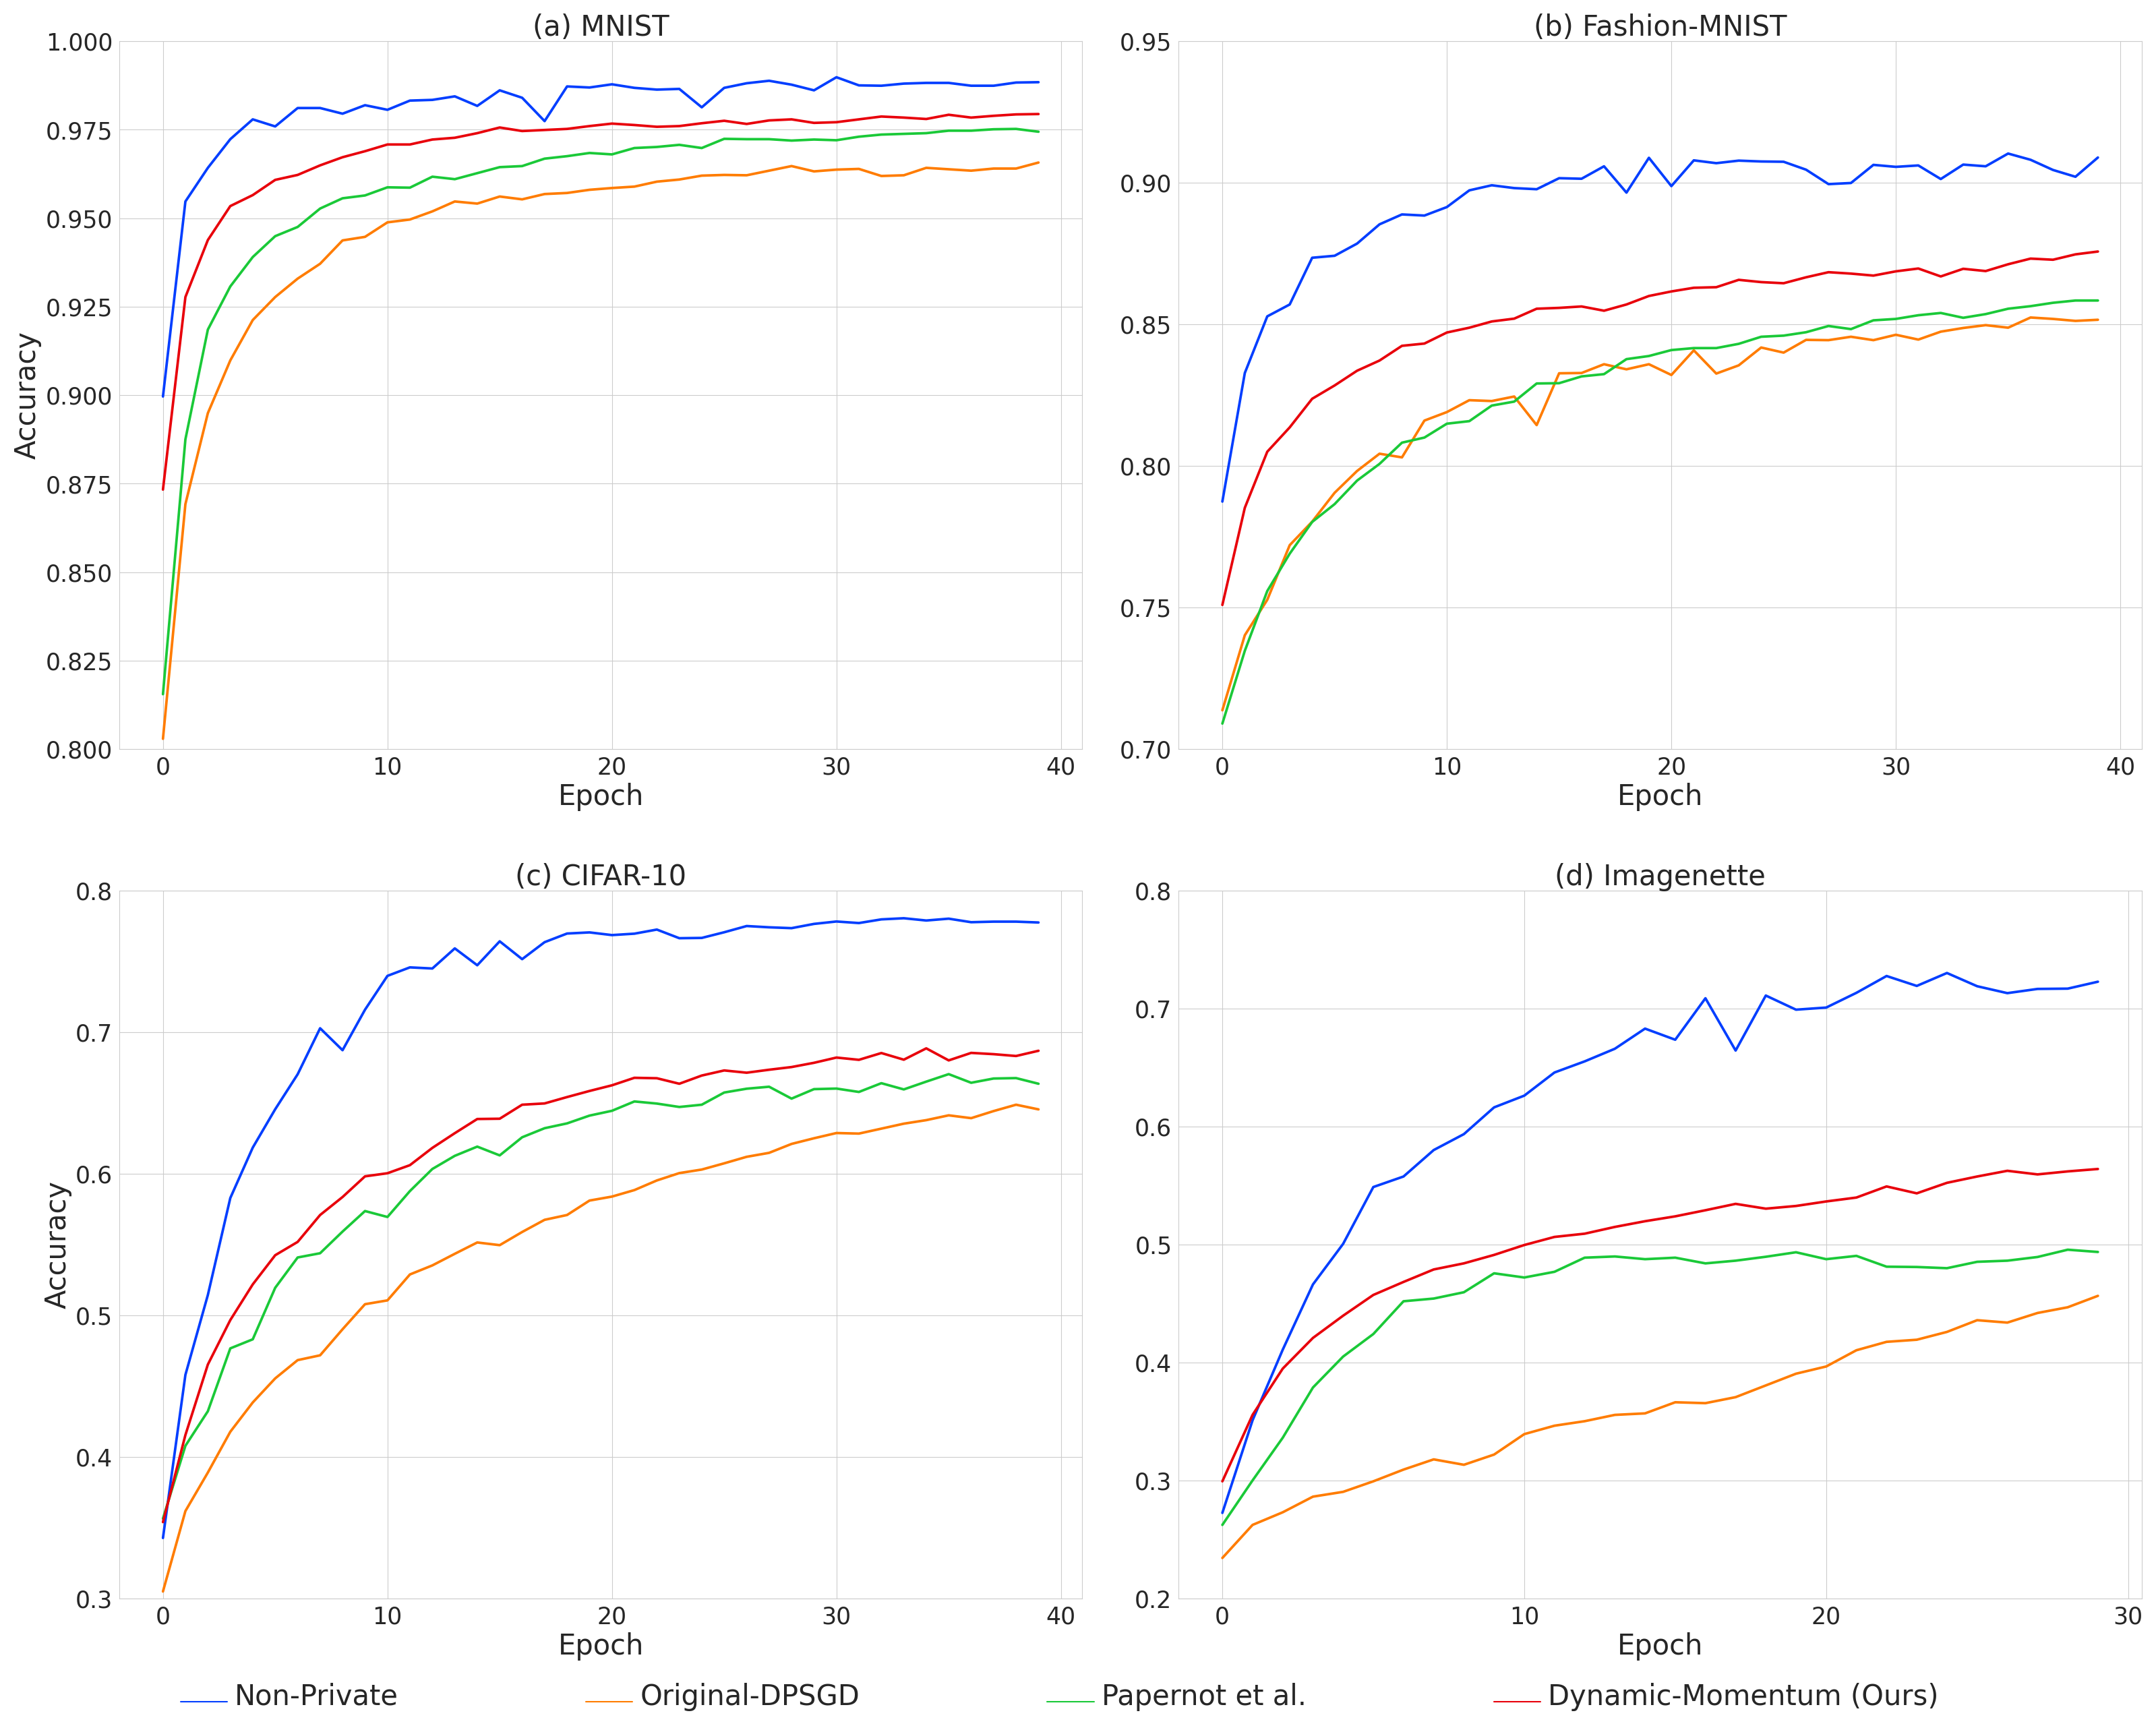 (a) MNIST
1.000
0.975
0.950
0.925
0.900
0.875
0.850
0.825
0.800
Accuracy
0 10 20 30 40
Epoch
(b) Fashion-MNIST
0.95
0.90
0.85
0.80
0.75
0.70
0 10 20 30 40
Epoch
(c) CIFAR-10
0.8
0.7
0.6
0.5
0.4
0.3
Accuracy
0 10 20 30 40
Epoch
(d) Imagenette
0.8
0.7
0.6
0.5
0.4
0.3
0.2
0 10 20 30
Epoch
Non-Private Original-DPSGD Papernot et al. Dynamic-Momentum (Ours)